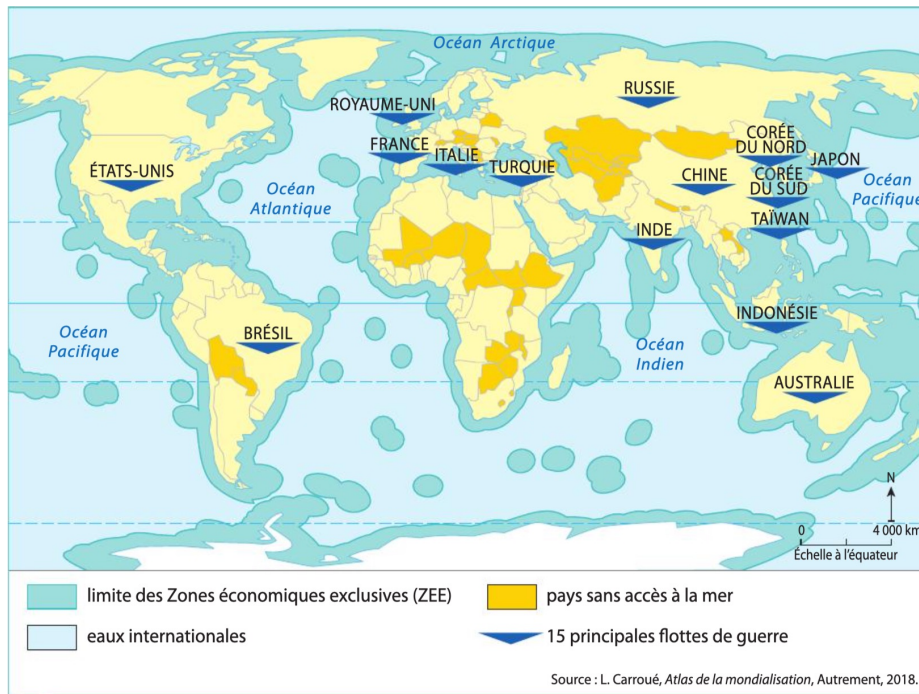 Océan Arctique
RUSSIE
ROYAUME-UNI
CORÉE
DU NORD
FRANCE
ITALIE
JAPON
ÉTATS-UNIS
TURQUIE
CHINE
CORÉE
DU SUD
Océan
Atlantique
Océan
Pacifique
TAÏWAN
INDE
INDONÉSIE
Océan
Pacifique
BRÉSIL
Océan
Indien
AUSTRALIE
N
0
4 000 km
Échelle à l'équateur
limite des Zones économiques exclusives (ZEE)
pays sans accès à la mer
eaux internationales
15 principales flottes de guerre
Source : L. Carroué, Atlas de la mondialisation, Autrement, 2018.